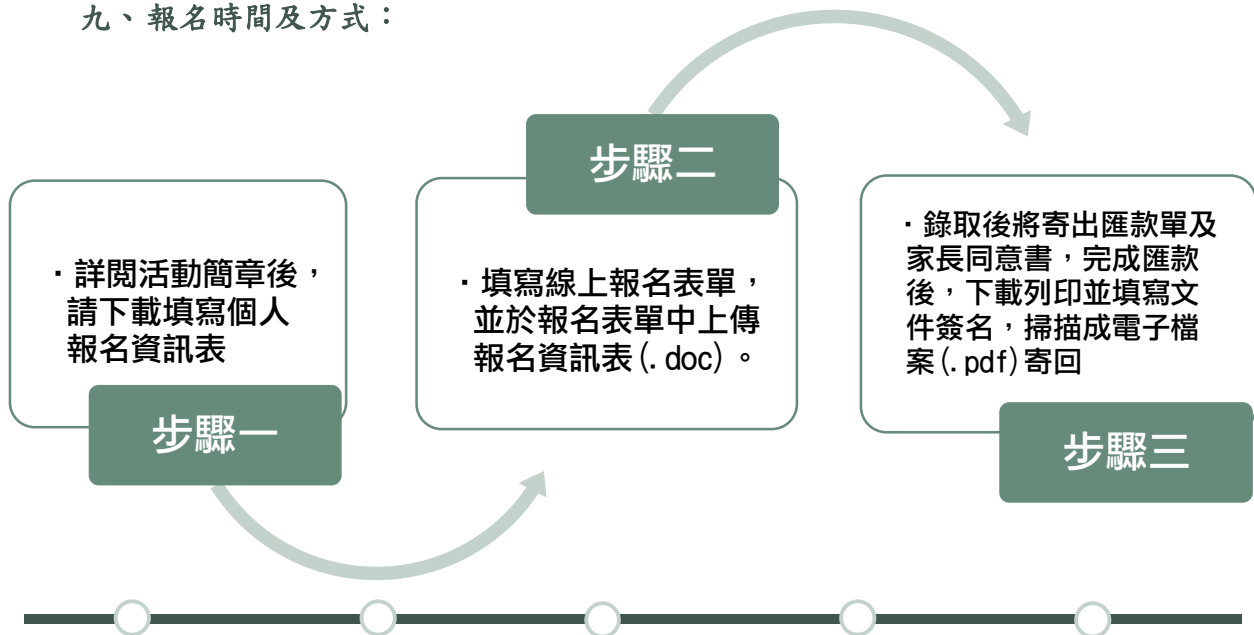 九、報名時間及方式：
・詳閱活動簡章後，
請下載填寫個人
報名資訊表
步驟一
步驟二
・填寫線上報名表單，
並於報名表單中上傳
報名資訊表(.doc)。
・錄取後將寄出匯款單及
家長同意書，完成匯款
後，下載列印並填寫文
件簽名，掃描成電子檔
案(.pdf)寄回
步驟三